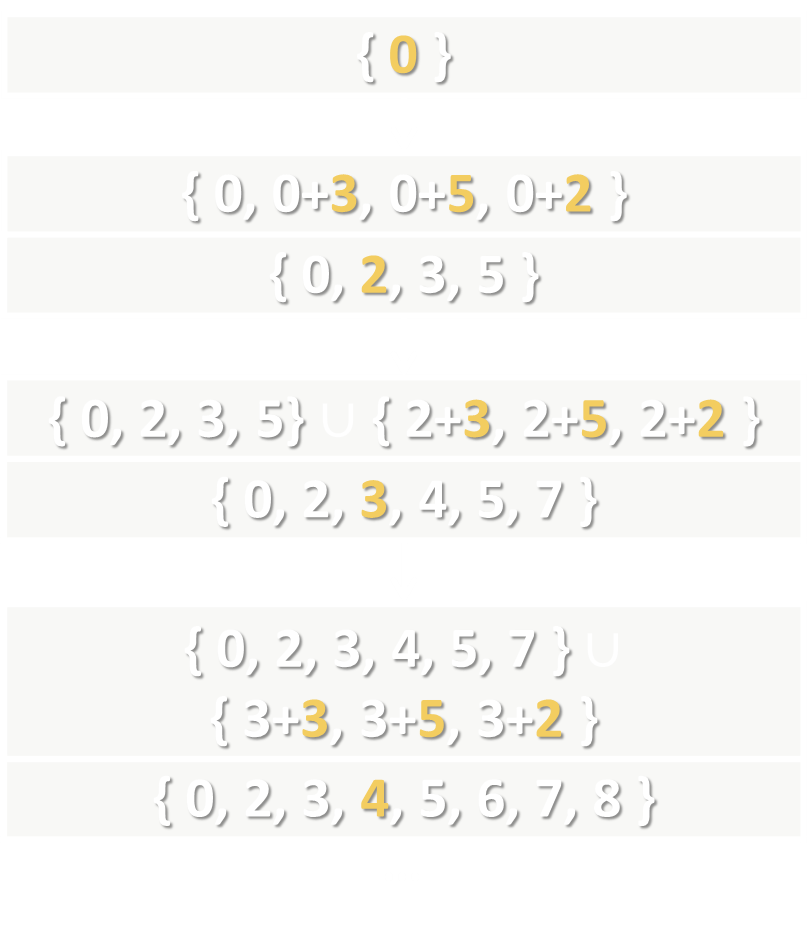 { 0 }
{ 0, 0+3, 0+5, 0+2 }
{ 0, 2, 3, 5 }
{ 0, 2, 3, 5} ∪ { 2+3, 2+5, 2+2 }
{ 0, 2, 3, 4, 5, 7 }
{ 0, 2, 3, 4, 5, 7 } ∪
{ 3+3, 3+5, 3+2 }
{ 0, 2, 3, 4, 5, 6, 7, 8 }